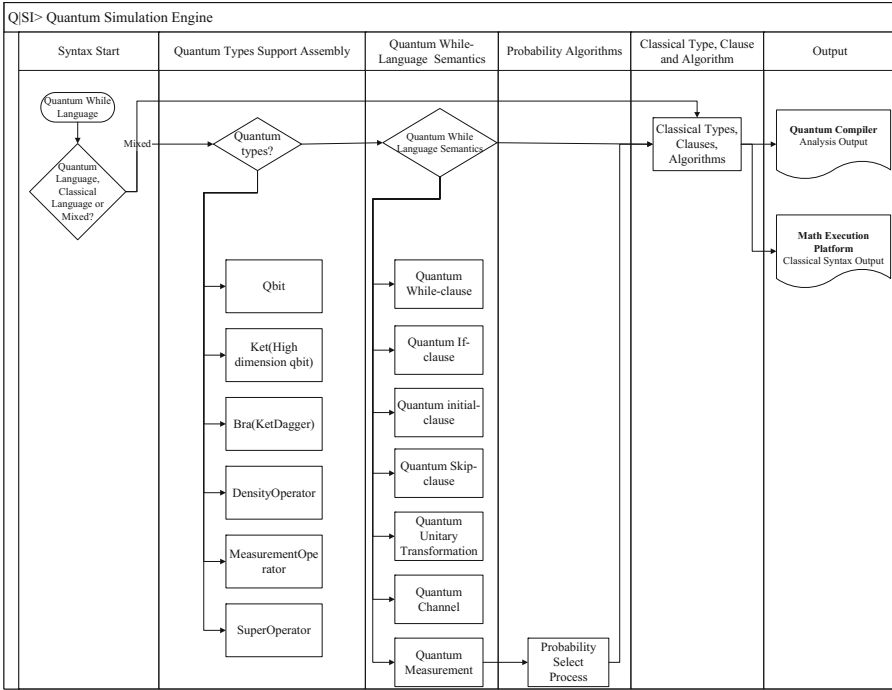 Q|SI> Quantum Simulation Engine
Syntax Start
Quantum Types Support Assembly
Quantum While-
Language Semantics
Probability Algorithms
Classical Type, Clause
and Algorithm
Output
Quantum While
Language
Quantum
Language,
Classical
Language or
Mixed?
Mixed
Quantum
types?
Qbit
Ket(High
dimension qbit)
Bra(KetDagger)
DensityOperator
MeasurementOpe
rator
SuperOperator
Quantum While
Language Semantics
Quantum
While-clause
Quantum If-
clause
Quantum initial-
clause
Quantum Skip-
clause
Quantum
Unitary
Transformation
Quantum
Channel
Quantum
Measurement
Probability
Select
Process
Classical Types,
Clauses,
Algorithms
Quantum Compiler
Analysis Output
Math Execution
Platform
Classical Syntax Output